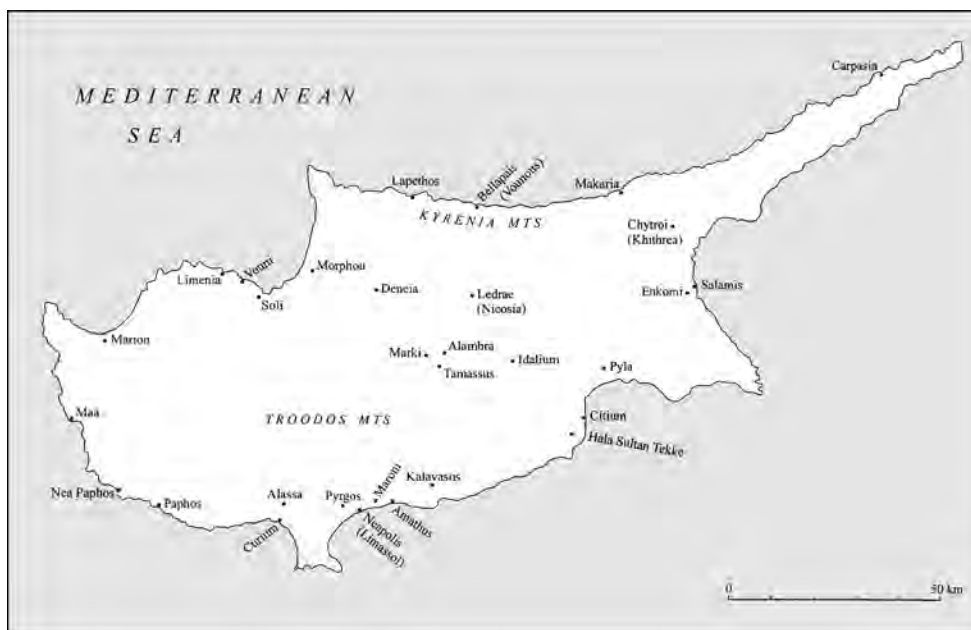 MEDITERRANEAN
SEA
Carpasia
Lapethos
Bellapais
(Vounous)
Makaria
KYRENIA MTS
Chytroi
(Khithrea)
Limenia
Vouni
Morphou
Soli
Deneia
Ledrae
(Nicosia)
Enkomi
Salamis
Marion
Marki
Alambra
Tamassus
Idalium
Pyla
Maa
TROODOS MTS
Citium
Hala Sultan Tekke
Nea Paphos
Paphos
Alassa
Curium
Pyrgos
Maroni
Kalavasus
Neapolis
(Limassol)
Amathus
0
50 km